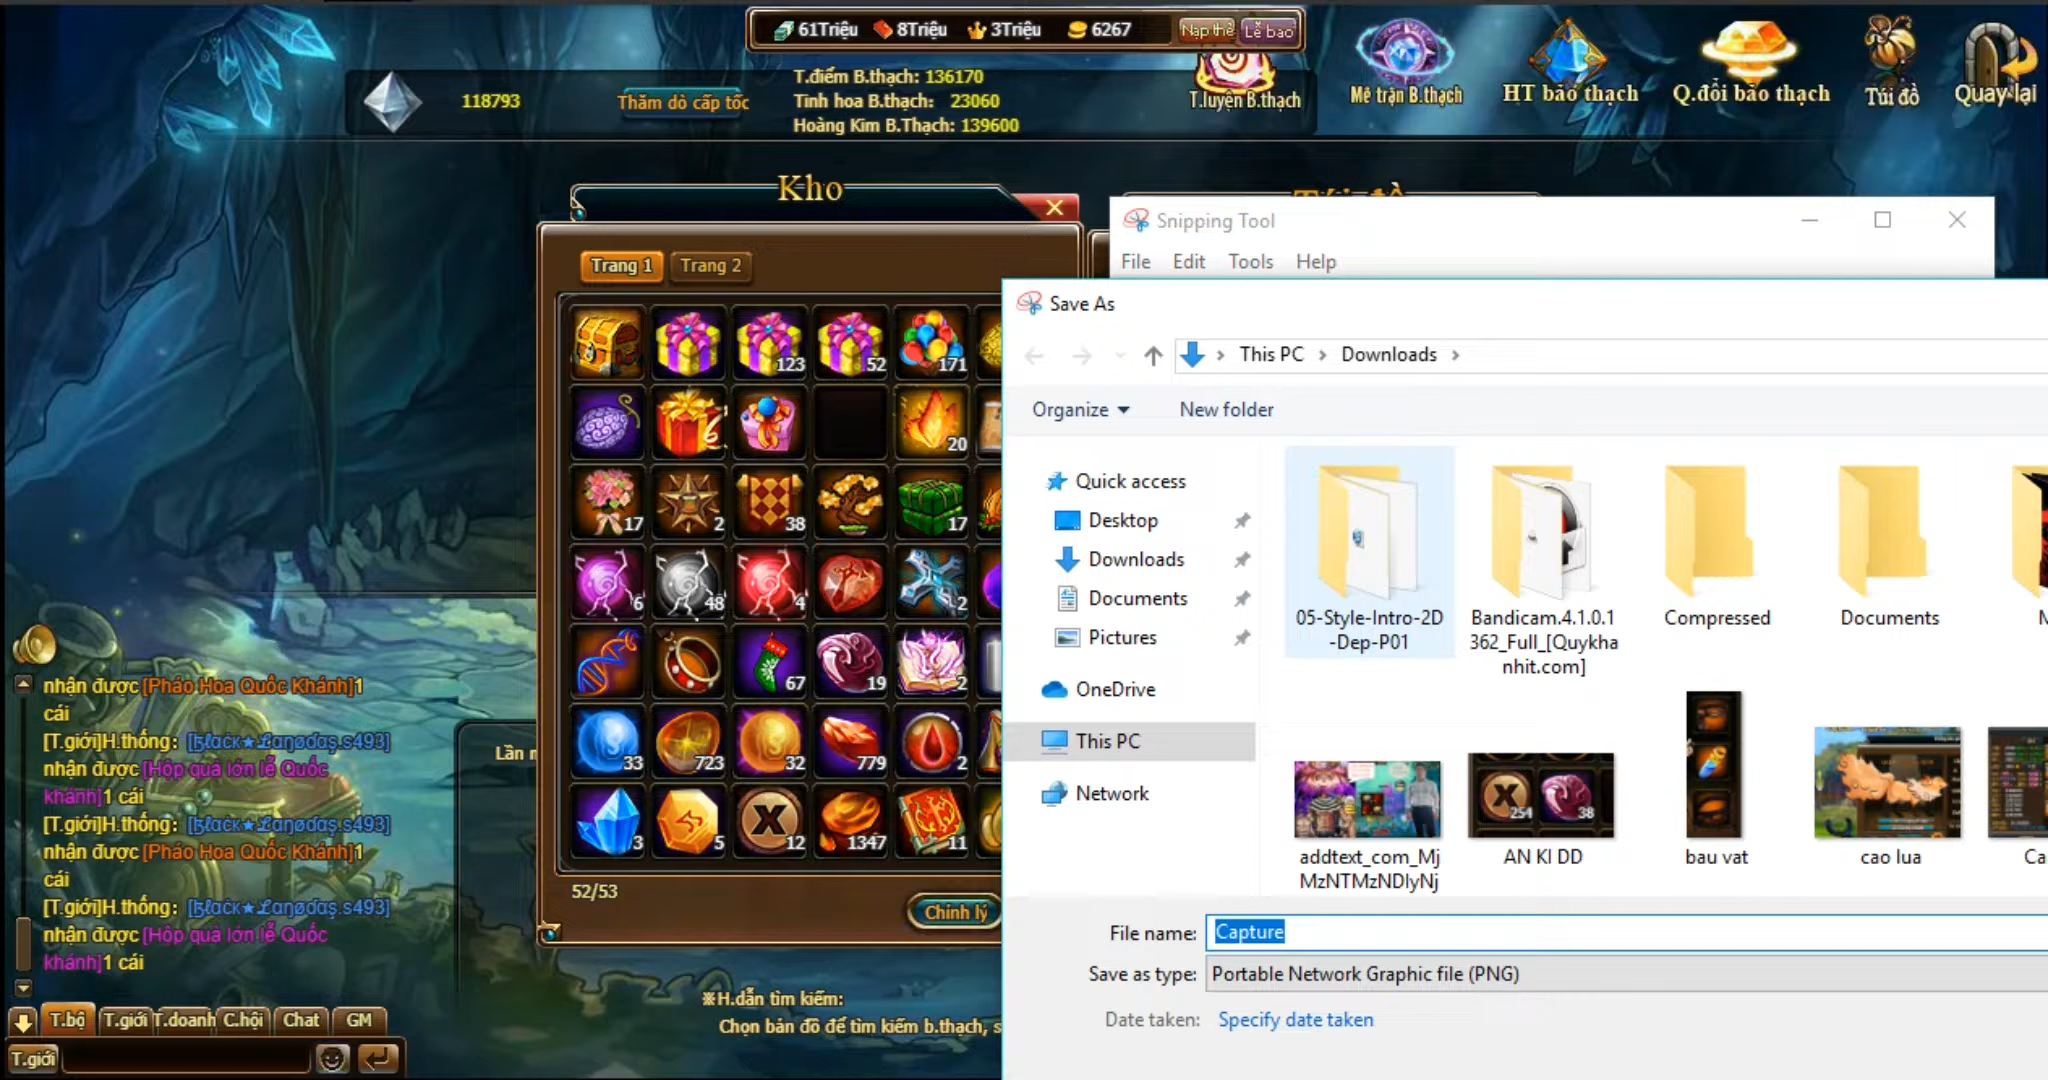 61Triệu 8Triệu 3Triệu 6267 Nạp thẻ Lễ bao
118793
Thăm dò cấp tốc
T.điểm B.thạch: 136170
Tinh hoa B.thạch: 23060
Hoàng Kim B.Thạch: 139600
T.luyện B.thạch
Mê trận B.thạch
HT bảo thạch
Q.đổi bảo thạch
Túi đồ
Quay lại
Kho
Túi đồ
Trang 1 Trang 2
123 52 171
6 20
17 2 38 17
6 48 4 2
67 19 2
33 723 32 779 2
3 5 X 12 1347 11
52/53
Chỉnh lý
Lần
※H.dẫn tìm kiếm:
Chọn bản đồ để tìm kiếm b.thạch, s
nhận được [Pháo Hoa Quốc Khánh]1
cái
[T.giới]H.thống:
nhận được [Hộp quà lớn lễ Quốc
khánh]1 cái
[T.giới]H.thống:
nhận được [Pháo Hoa Quốc Khánh]1
cái
[T.giới]H.thống:
nhận được [Hộp quà lớn lễ Quốc
khánh]1 cái
T.bộ T.giới T.doanh C.hội Chat GM
T.giới
Snipping Tool
File Edit Tools Help
Save As
This PC Downloads
Organize New folder
Quick access
Desktop
Downloads
Documents
Pictures
OneDrive
This PC
Network
05-Style-Intro-2D
-Dep-P01
Bandicam.4.1.0.1
362_Full_[Quykha
nhit.com]
Compressed
Documents
M
X 254 38
addtext_com_Mj
MzNTMzNDIyNj
AN KI DD
bau vat
cao lua
Ca
File name: Capture
Save as type: Portable Network Graphic file (PNG)
Date taken: Specify date taken